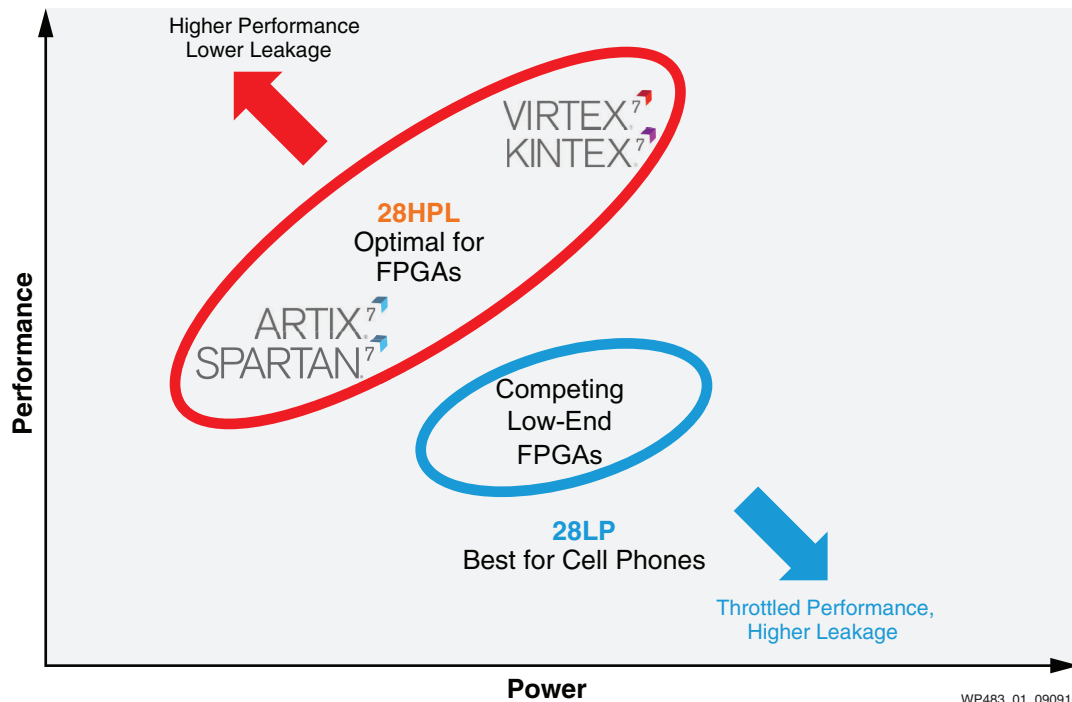 Higher Performance
Lower Leakage
VIRTEX.7
KINTEX.7
28HPL
Optimal for
FPGAs
ARTIX.7
SPARTAN.7
Performance
Competing
Low-End
FPGAs
28LP
Best for Cell Phones
Throttled Performance,
Higher Leakage
Power
WP483_01_09091